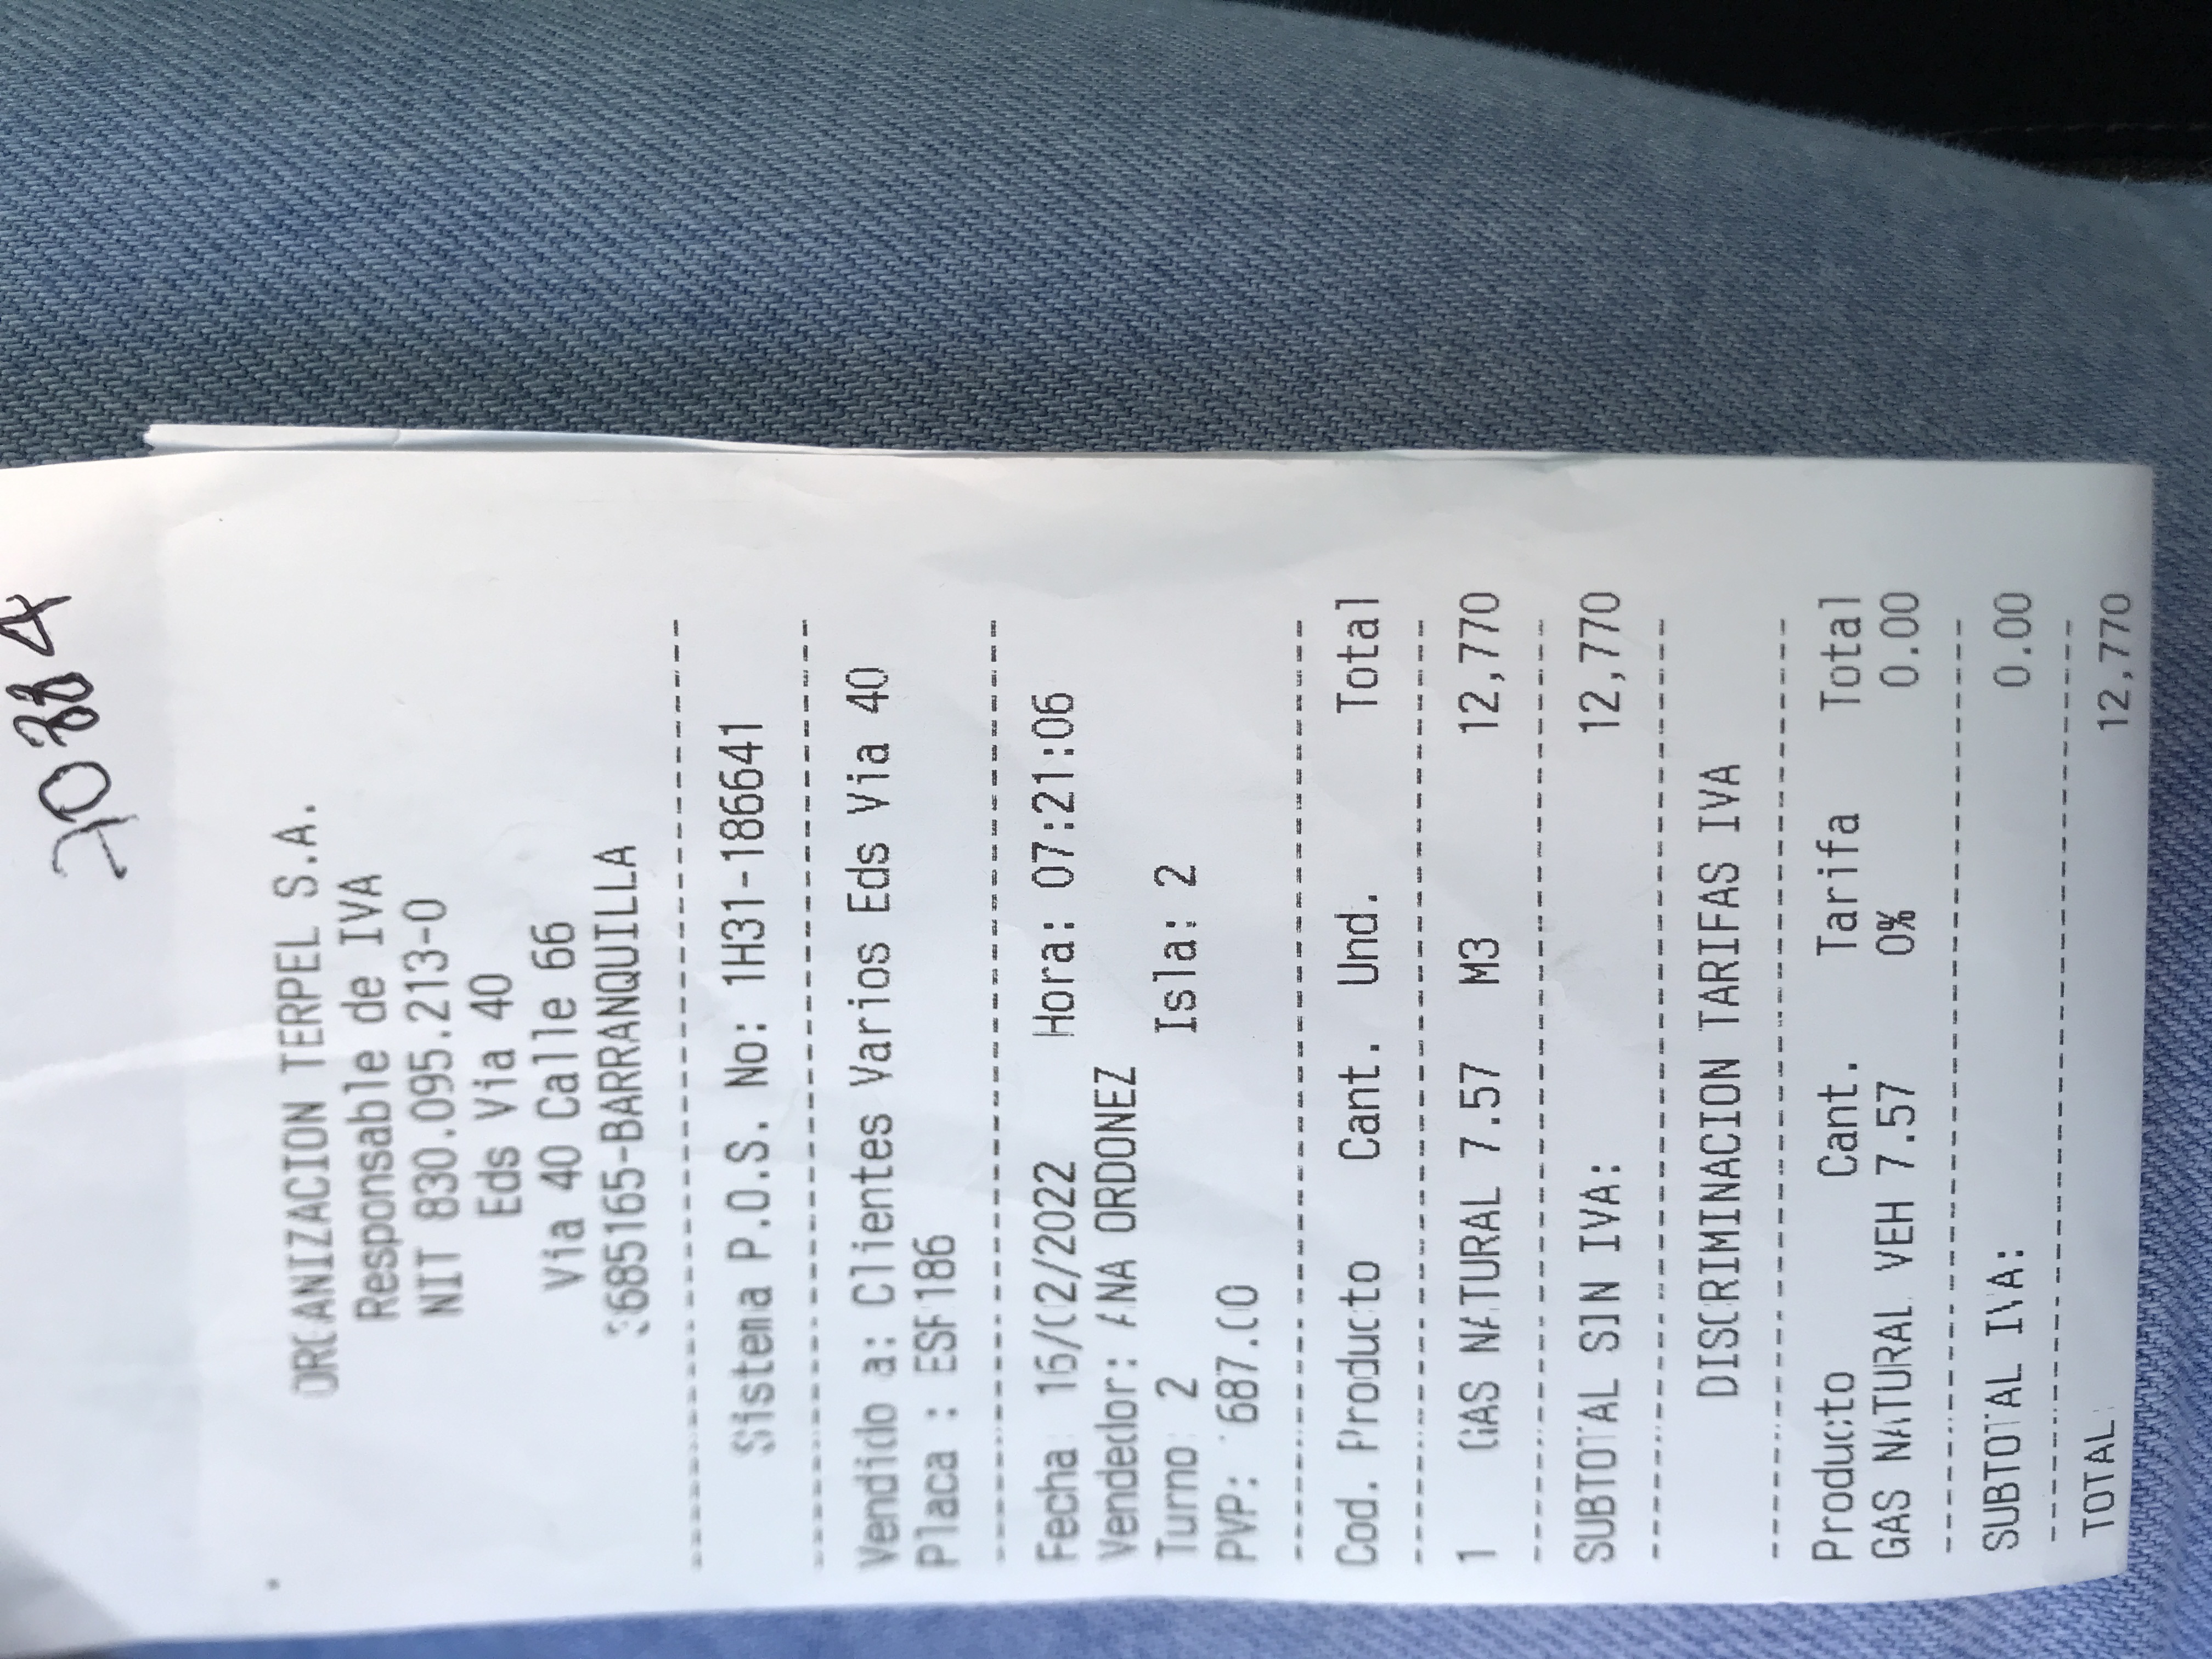 ORGANIZACION TERPEL S.A.
Responsable de IVA
NIT 830.095.213-0
Eds Via 40
Via 40 Calle 66
3685165-BARRANQUILLA
Sistema P.O.S. No: 1H31-186641
Vendido a: Clientes Varios Eds Via 40
Placa : ESF186
Fecha 16/02/2022 Hora: 07:21:06
Vendedor: ANA ORDONEZ
Turno 2 Isla: 2
PVP: 1687.00
Cod. Producto Cant. Und. Total
1 GAS NATURAL 7.57 M3 12,770
SUBTOTAL SIN IVA: 12,770
DISCRIMINACION TARIFAS IVA
Producto Cant. Tarifa Total
GAS NATURAL VEH 7.57 0% 0.00
SUBTOTAL IVA: 0.00
TOTAL: 12,770